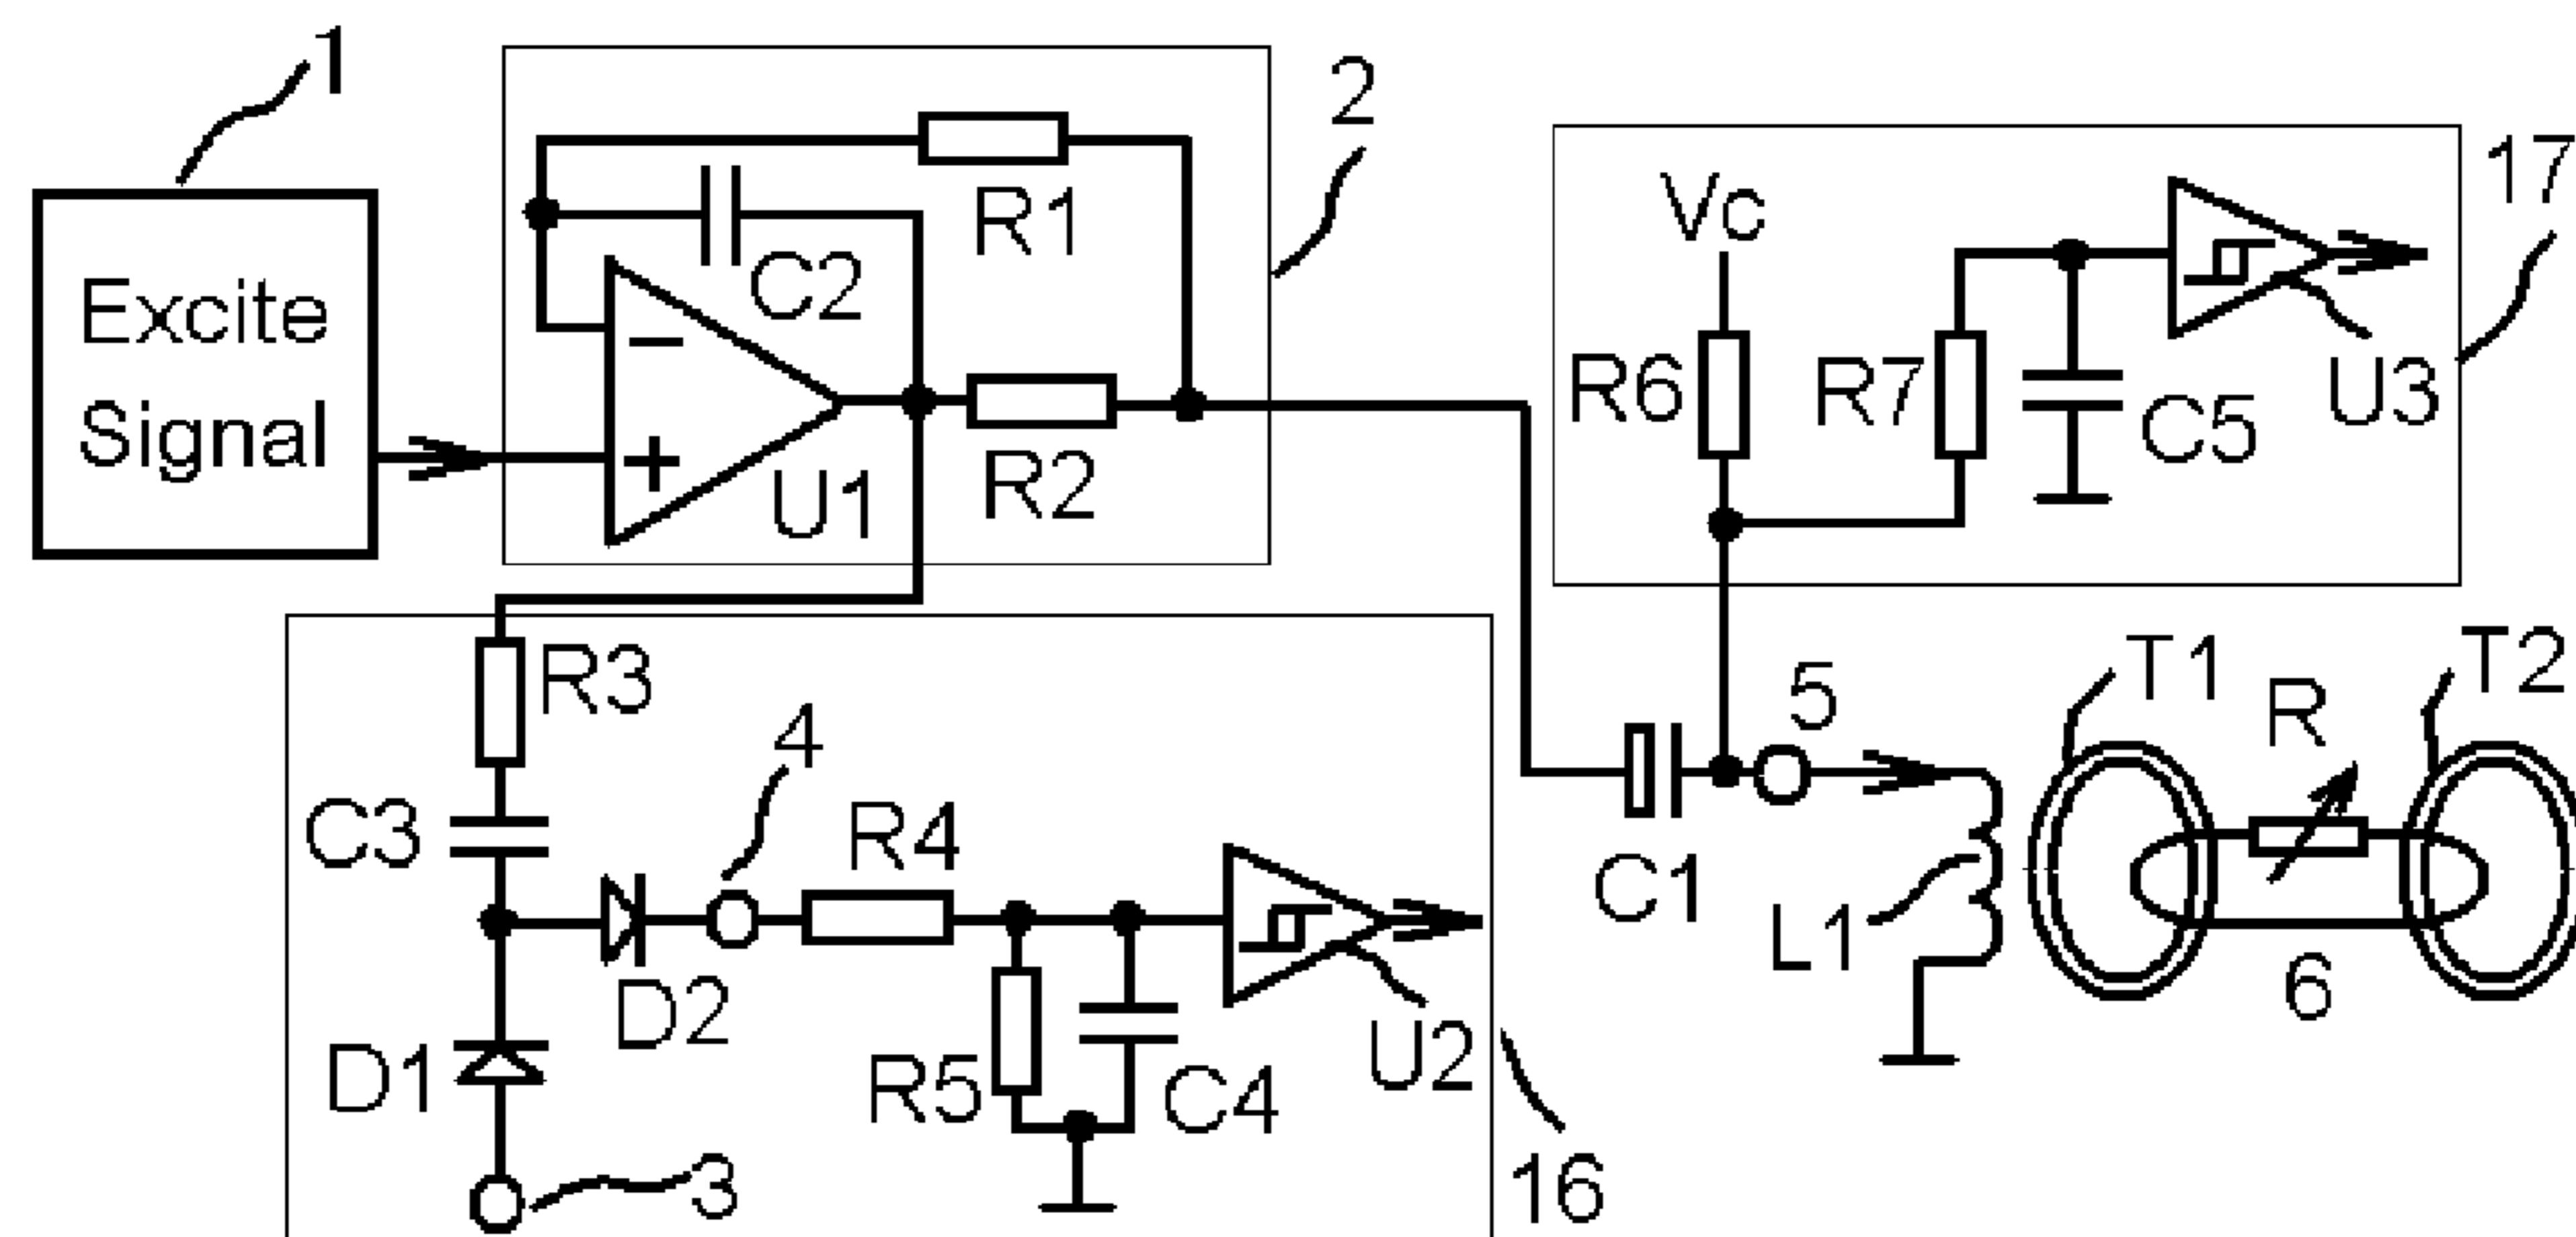 1
Excite
Signal
2
R1
C2
−
+
U1
R2
Vc
R6
R7
C5
U3
17
R3
C3
4
R4
D2
D1
3
R5
C4
U2
16
5
C1
L1
T1
R
T2
6